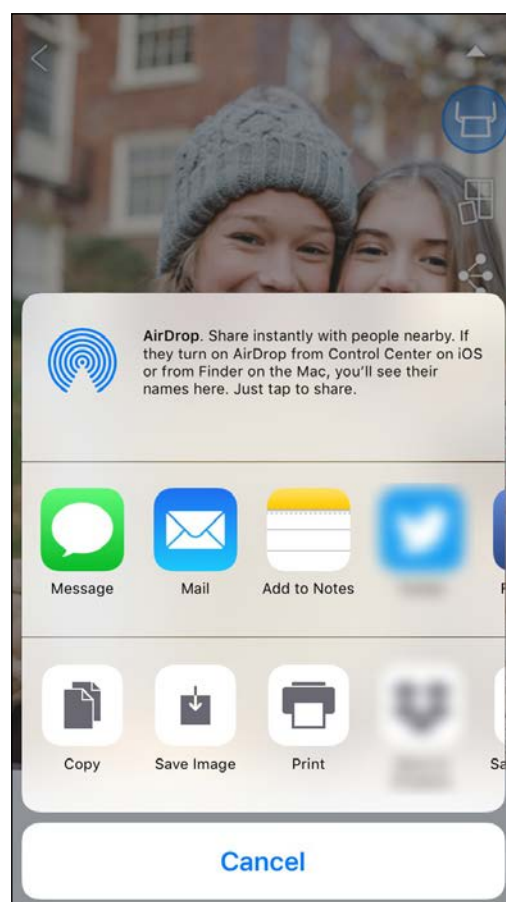 AirDrop. Share instantly with people nearby. If
they turn on AirDrop from Control Center on iOS
or from Finder on the Mac, you'll see their
names here. Just tap to share.
Message
Mail
Add to Notes
Copy
Save Image
Print
Cancel